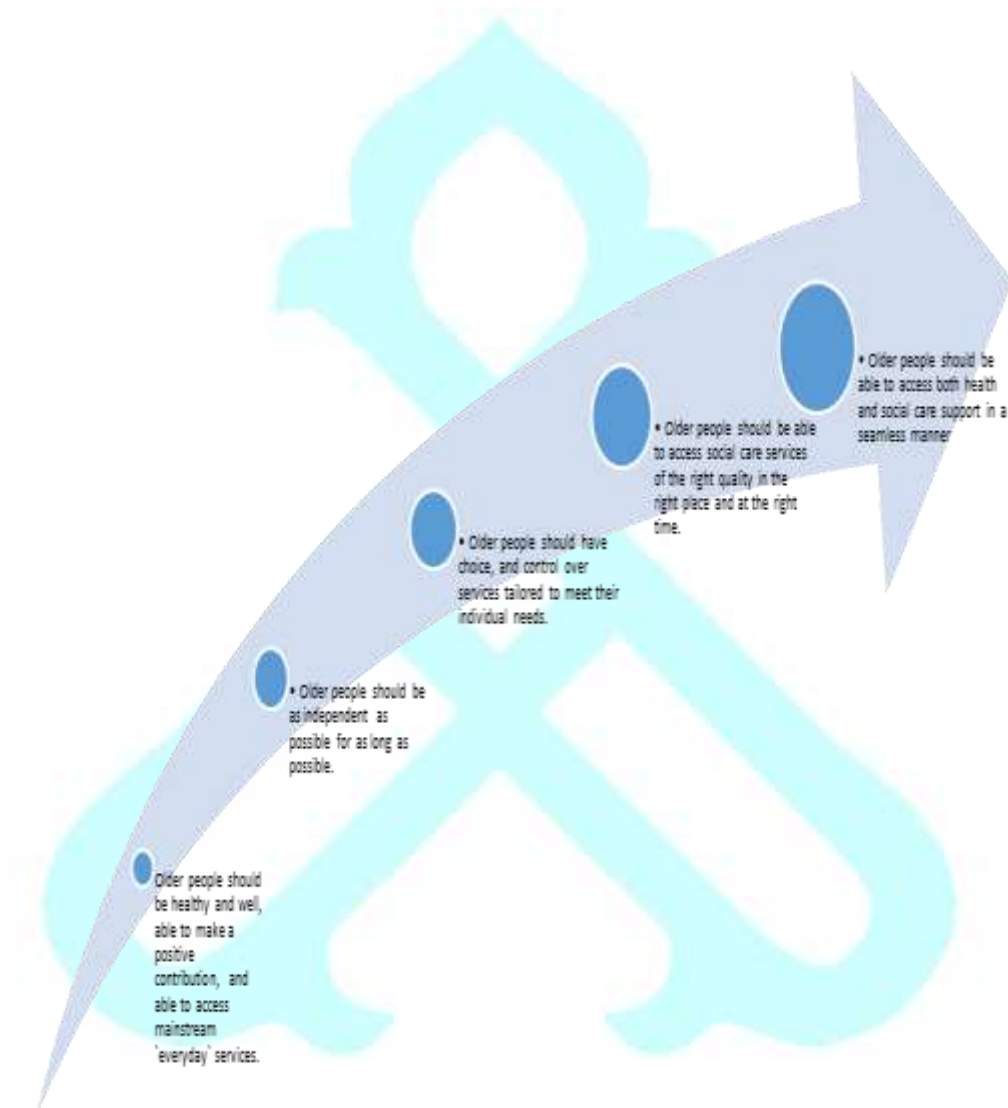 • Older people should be
able to access both health
and social care support in a
seamless manner
• Older people should be able
to access social care services
of the right quality in the
right place and at the right
time.
• Older people should have
choice, and control over
services tailored to meet their
individual needs.
• Older people should be
as independent as
possible for as long as
possible.
Older people should
be healthy and well,
able to make a
positive
contribution, and
able to access
mainstream
`everyday` services.